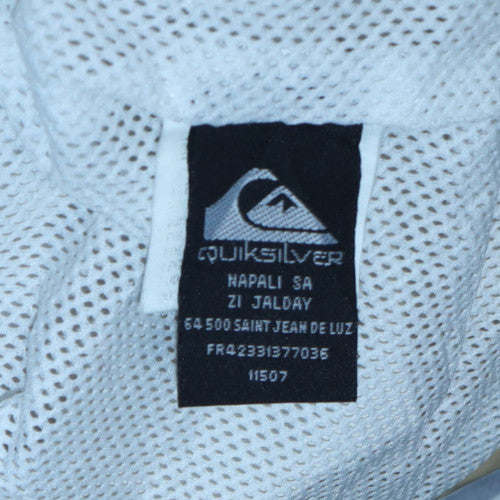 QUIKSILVER
NAPALI SA
ZI JALDAY
64 500 SAINT JEAN DE LUZ
FR42331377036
11507